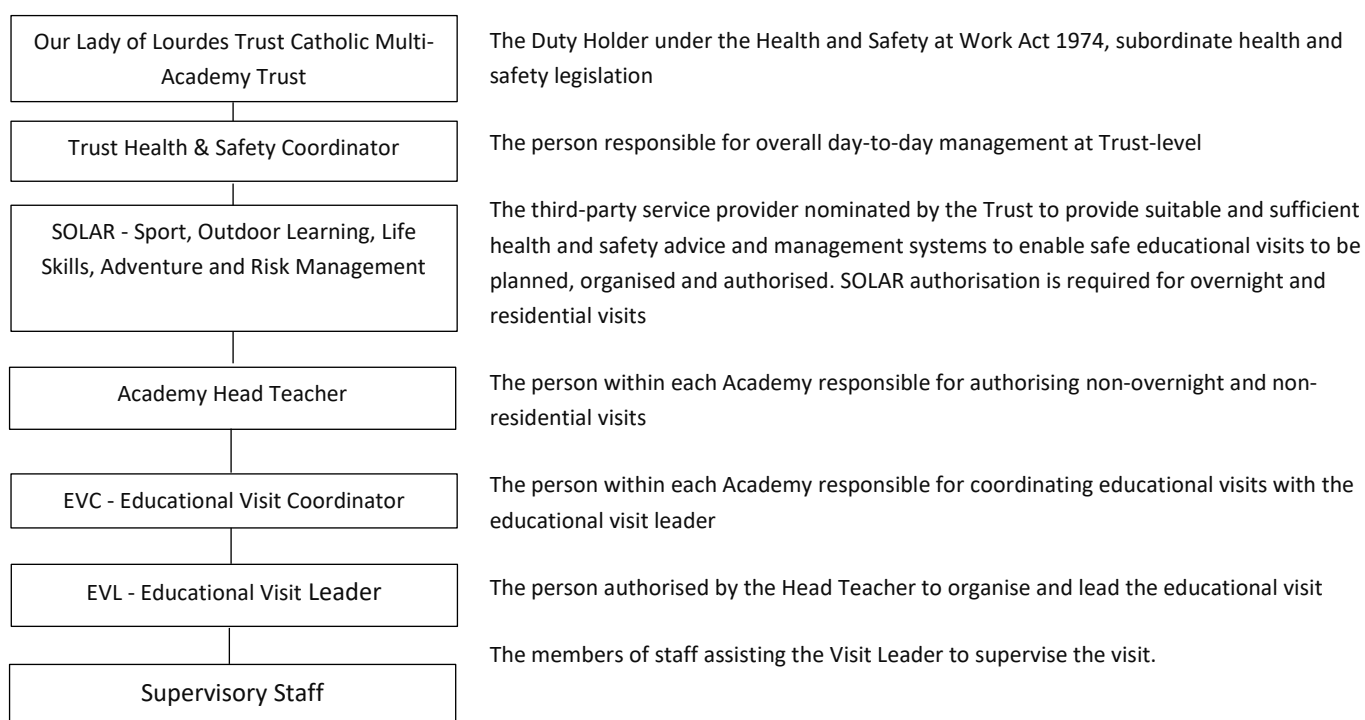 Our Lady of Lourdes Trust Catholic Multi-
Academy Trust
The Duty Holder under the Health and Safety at Work Act 1974, subordinate health and
safety legislation
Trust Health & Safety Coordinator
The person responsible for overall day-to-day management at Trust-level
SOLAR - Sport, Outdoor Learning, Life
Skills, Adventure and Risk Management
The third-party service provider nominated by the Trust to provide suitable and sufficient
health and safety advice and management systems to enable safe educational visits to be
planned, organised and authorised. SOLAR authorisation is required for overnight and
residential visits
Academy Head Teacher
The person within each Academy responsible for authorising non-overnight and non-
residential visits
EVC - Educational Visit Coordinator
The person within each Academy responsible for coordinating educational visits with the
educational visit leader
EVL - Educational Visit Leader
The person authorised by the Head Teacher to organise and lead the educational visit
Supervisory Staff
The members of staff assisting the Visit Leader to supervise the visit.